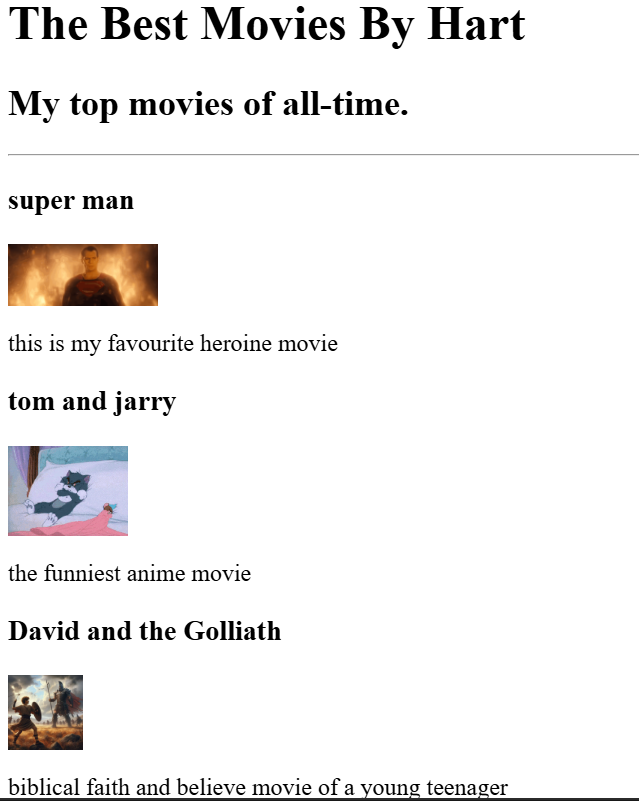 The Best Movies By Hart
My top movies of all-time.
super man
this is my favourite heroine movie
tom and jarry
the funniest anime movie
David and the Golliath
biblical faith and believe movie of a young teenager